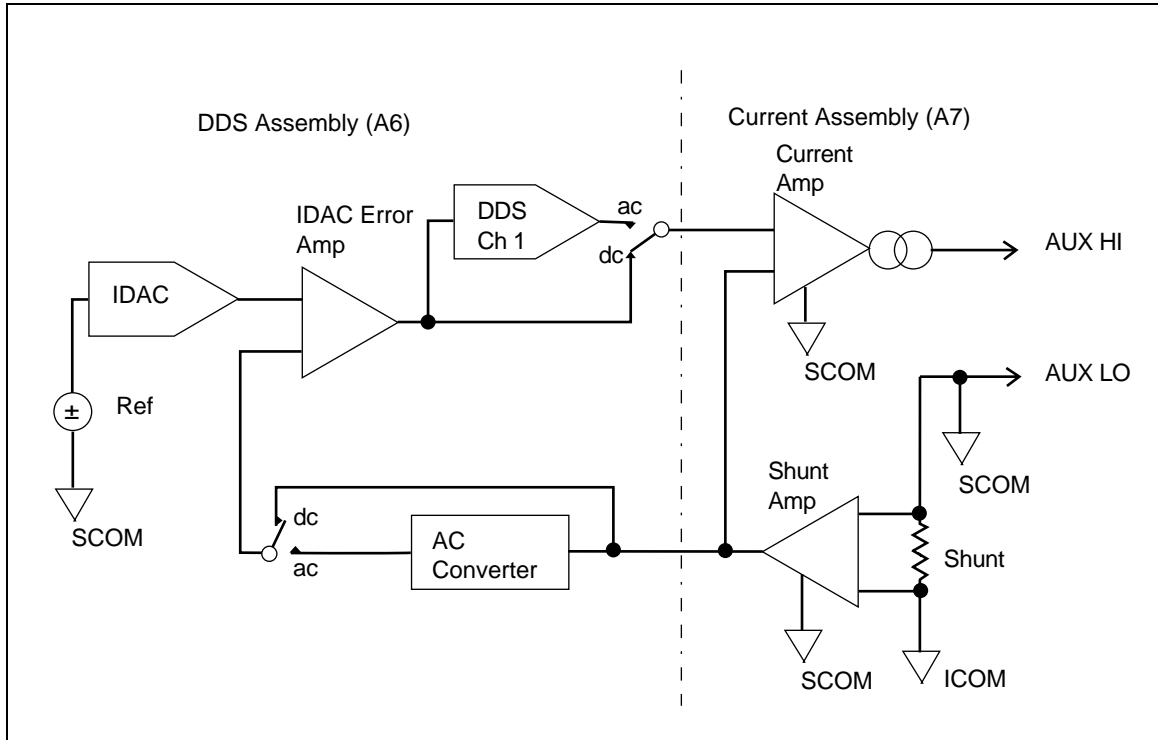 DDS Assembly (A6)
Current Assembly (A7)
Current
Amp
IDAC Error
Amp
DDS
Ch 1
ac
dc
AUX HI
IDAC
SCOM
AUX LO
±
Ref
Shunt
Amp
SCOM
SCOM
dc
ac
AC
Converter
Shunt
SCOM
ICOM